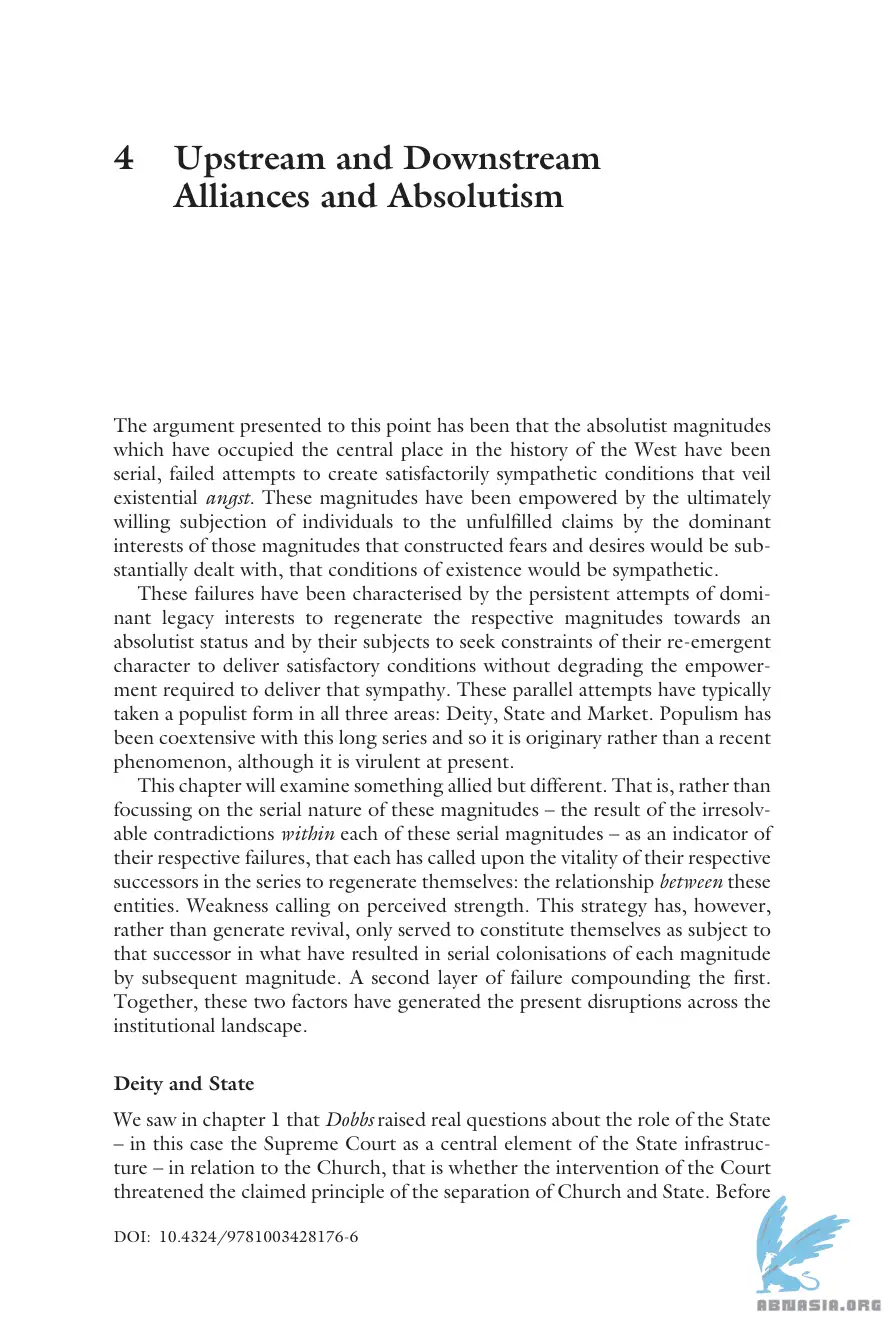 4 Upstream and Downstream
Alliances and Absolutism
The argument presented to this point has been that the absolutist magnitudes
which have occupied the central place in the history of the West have been
serial, failed attempts to create satisfactorily sympathetic conditions that veil
existential angst. These magnitudes have been empowered by the ultimately
willing subjection of individuals to the unfulfilled claims by the dominant
interests of those magnitudes that constructed fears and desires would be sub-
stantially dealt with, that conditions of existence would be sympathetic.
These failures have been characterised by the persistent attempts of domi-
nant legacy interests to regenerate the respective magnitudes towards an
absolutist status and by their subjects to seek constraints of their re-emergent
character to deliver satisfactory conditions without degrading the empower-
ment required to deliver that sympathy. These parallel attempts have typically
taken a populist form in all three areas: Deity, State and Market. Populism has
been coextensive with this long series and so it is originary rather than a recent
phenomenon, although it is virulent at present.
This chapter will examine something allied but different. That is, rather than
focussing on the serial nature of these magnitudes – the result of the irresolv-
able contradictions within each of these serial magnitudes – as an indicator of
their respective failures, that each has called upon the vitality of their respective
successors in the series to regenerate themselves: the relationship between these
entities. Weakness calling on perceived strength. This strategy has, however,
rather than generate revival, only served to constitute themselves as subject to
that successor in what have resulted in serial colonisations of each magnitude
by subsequent magnitude. A second layer of failure compounding the first.
Together, these two factors have generated the present disruptions across the
institutional landscape.
Deity and State
We saw in chapter 1 that Dobbs raised real questions about the role of the State
– in this case the Supreme Court as a central element of the State infrastruc-
ture – in relation to the Church, that is whether the intervention of the Court
threatened the claimed principle of the separation of Church and State. Before
DOI: 10.4324/9781003428176-6
ABNASIA.ORG